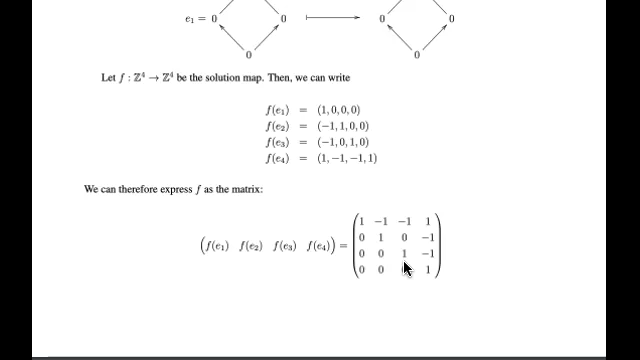 e₁ = 0 0 0 0
0 0
Let f : ℤ⁴ → ℤ⁴ be the solution map. Then, we can write
f(e₁) = (1, 0, 0, 0)
f(e₂) = (−1, 1, 0, 0)
f(e₃) = (−1, 0, 1, 0)
f(e₄) = (1, −1, −1, 1)
We can therefore express f as the matrix:
1 −1 −1 1
0 1 0 −1
(f(e₁) f(e₂) f(e₃) f(e₄)) =
0 0 1 −1
0 0 1